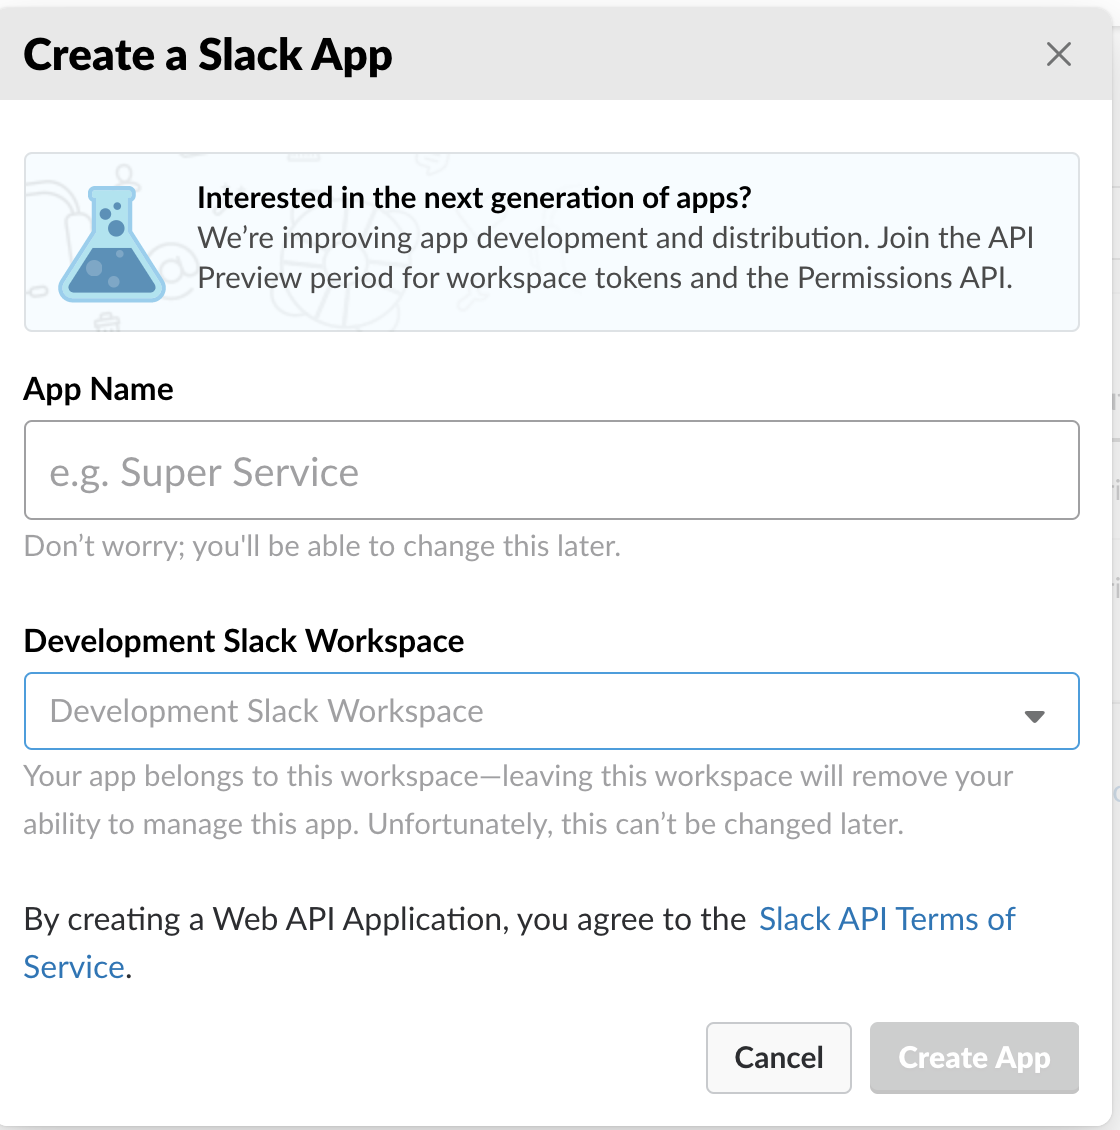 Create a Slack App
Interested in the next generation of apps?
We’re improving app development and distribution. Join the API
Preview period for workspace tokens and the Permissions API.
App Name
e.g. Super Service
Don’t worry; you'll be able to change this later.
Development Slack Workspace
Development Slack Workspace
Your app belongs to this workspace—leaving this workspace will remove your
ability to manage this app. Unfortunately, this can’t be changed later.
By creating a Web API Application, you agree to the Slack API Terms of
Service.
Cancel
Create App